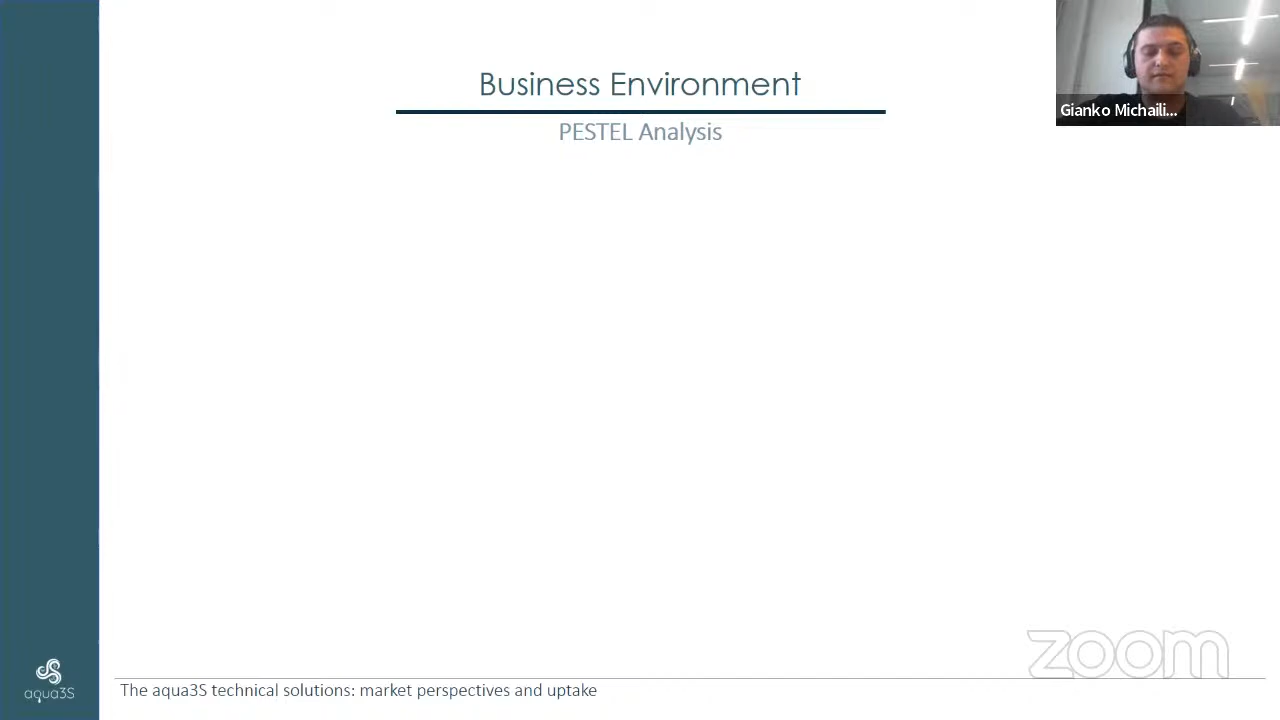 Business Environment
PESTEL Analysis
Gianko Michaili...
zoom
aqua3S
The aqua3S technical solutions: market perspectives and uptake